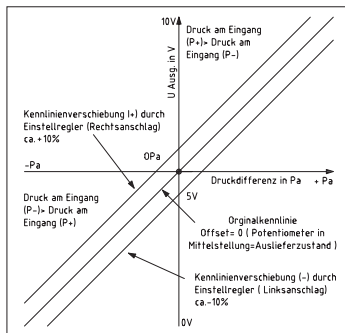 10V
Druck am Eingang
(P+)> Druck am
Eingang (P-)
U Ausg. in V
Kennlinienverschiebung (+) durch
Einstellregler (Rechtsanschlag)
ca.+10%
0Pa
-Pa
Druckdifferenz in Pa
+ Pa
5V
Druck am Eingang
(P-)> Druck am
Eingang (P+)
Orginalkennlinie
Offset= 0 ( Potentiometer in
Mittelstellung=Auslieferzustand )
Kennlinienverschiebung (-) durch
Einstellregler ( Linksanschlag)
ca.-10%
0V